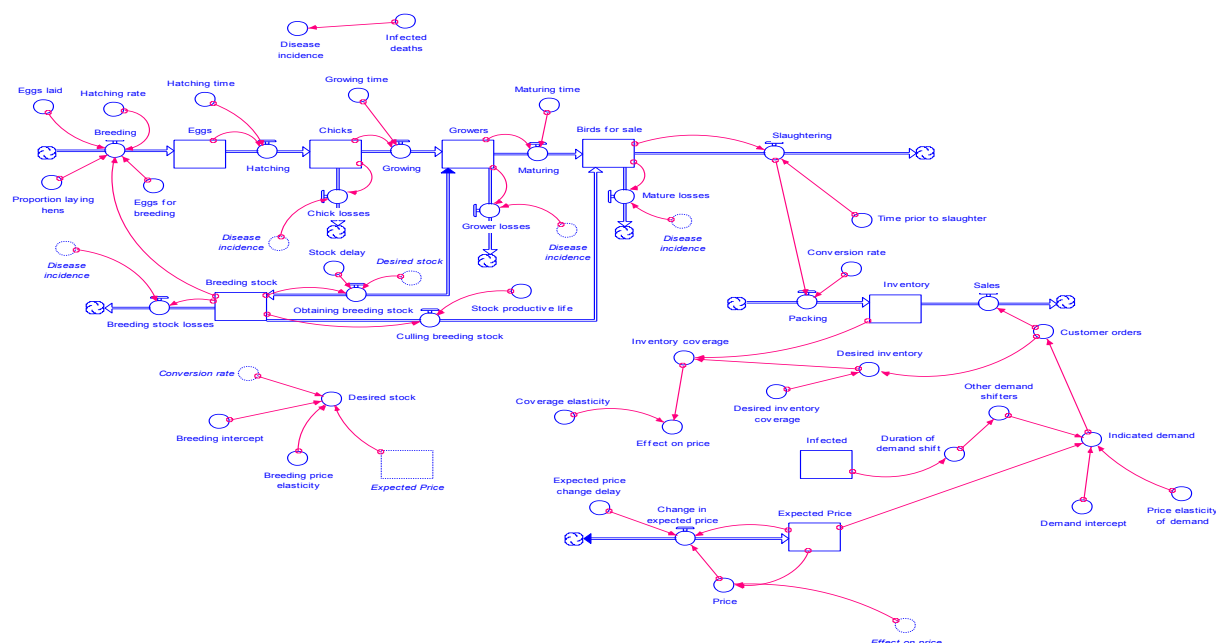 Disease
incidence
Infected
deaths
Eggs laid
Hatching rate
Hatching time
Growing time
Maturing time
Breeding
Eggs
Chicks
Growers
Birds for sale
Slaughtering
Hatching
Growing
Maturing
Proportion laying
hens
Eggs for
breeding
Chick losses
Grower losses
Mature losses
Time prior to slaughter
Disease
incidence
Disease
incidence
Disease
incidence
Disease
incidence
Stock delay
Desired stock
Conversion rate
Breeding stock
Inventory
Sales
Breeding stock losses
Obtaining breeding stock
Stock productive life
Packing
Culling breeding stock
Customer orders
Inventory coverage
Desired inventory
Conversion rate
Desired stock
Other demand
shifters
Coverage elasticity
Desired inventory
coverage
Breeding intercept
Effect on price
Infected
Duration of
demand shift
Indicated demand
Breeding price
elasticity
Expected Price
Expected price
change delay
Change in
expected price
Expected Price
Demand intercept
Price elasticity
of demand
Price
Effect on price